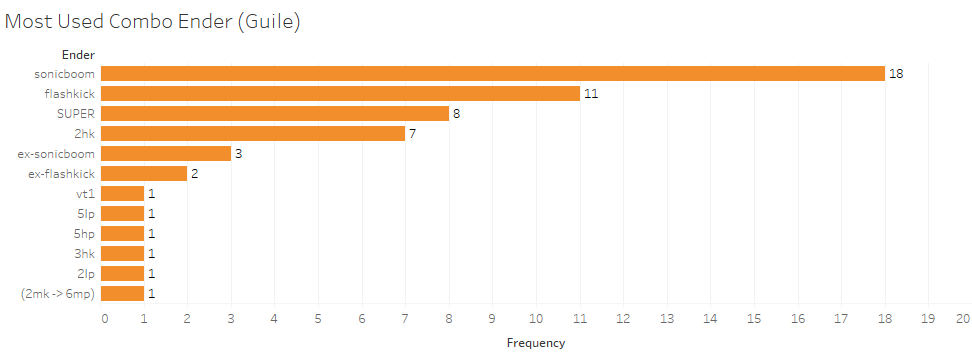 Most Used Combo Ender (Guile)
Ender
sonicboom 18
flashkick 11
SUPER 8
2hk 7
ex-sonicboom 3
ex-flashkick 2
vt1 1
5lp 1
5hp 1
3hk 1
2lp 1
(2mk -> 6mp) 1
0 1 2 3 4 5 6 7 8 9 10 11 12 13 14 15 16 17 18 19 20
Frequency